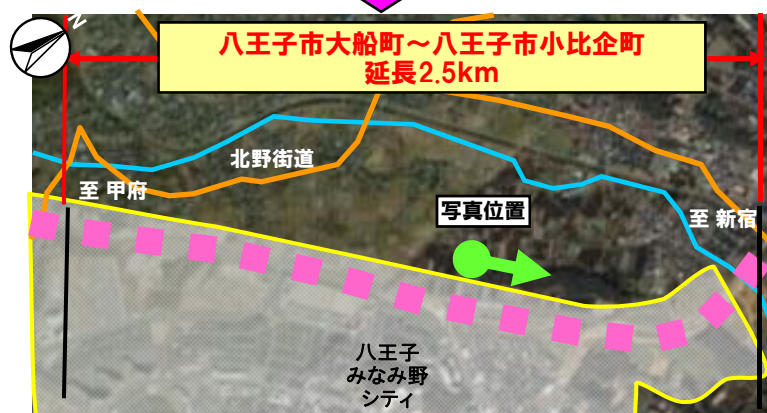 N
八王子市大船町～八王子市小比企町
延長2.5km
北野街道
至 甲府
写真位置
至 新宿
八王子
みなみ野
シティ